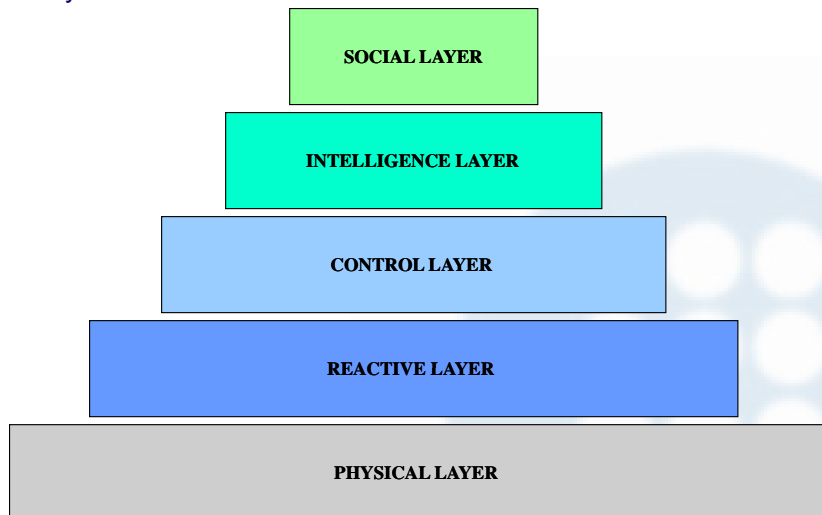 SOCIAL LAYER
INTELLIGENCE LAYER
CONTROL LAYER
REACTIVE LAYER
PHYSICAL LAYER